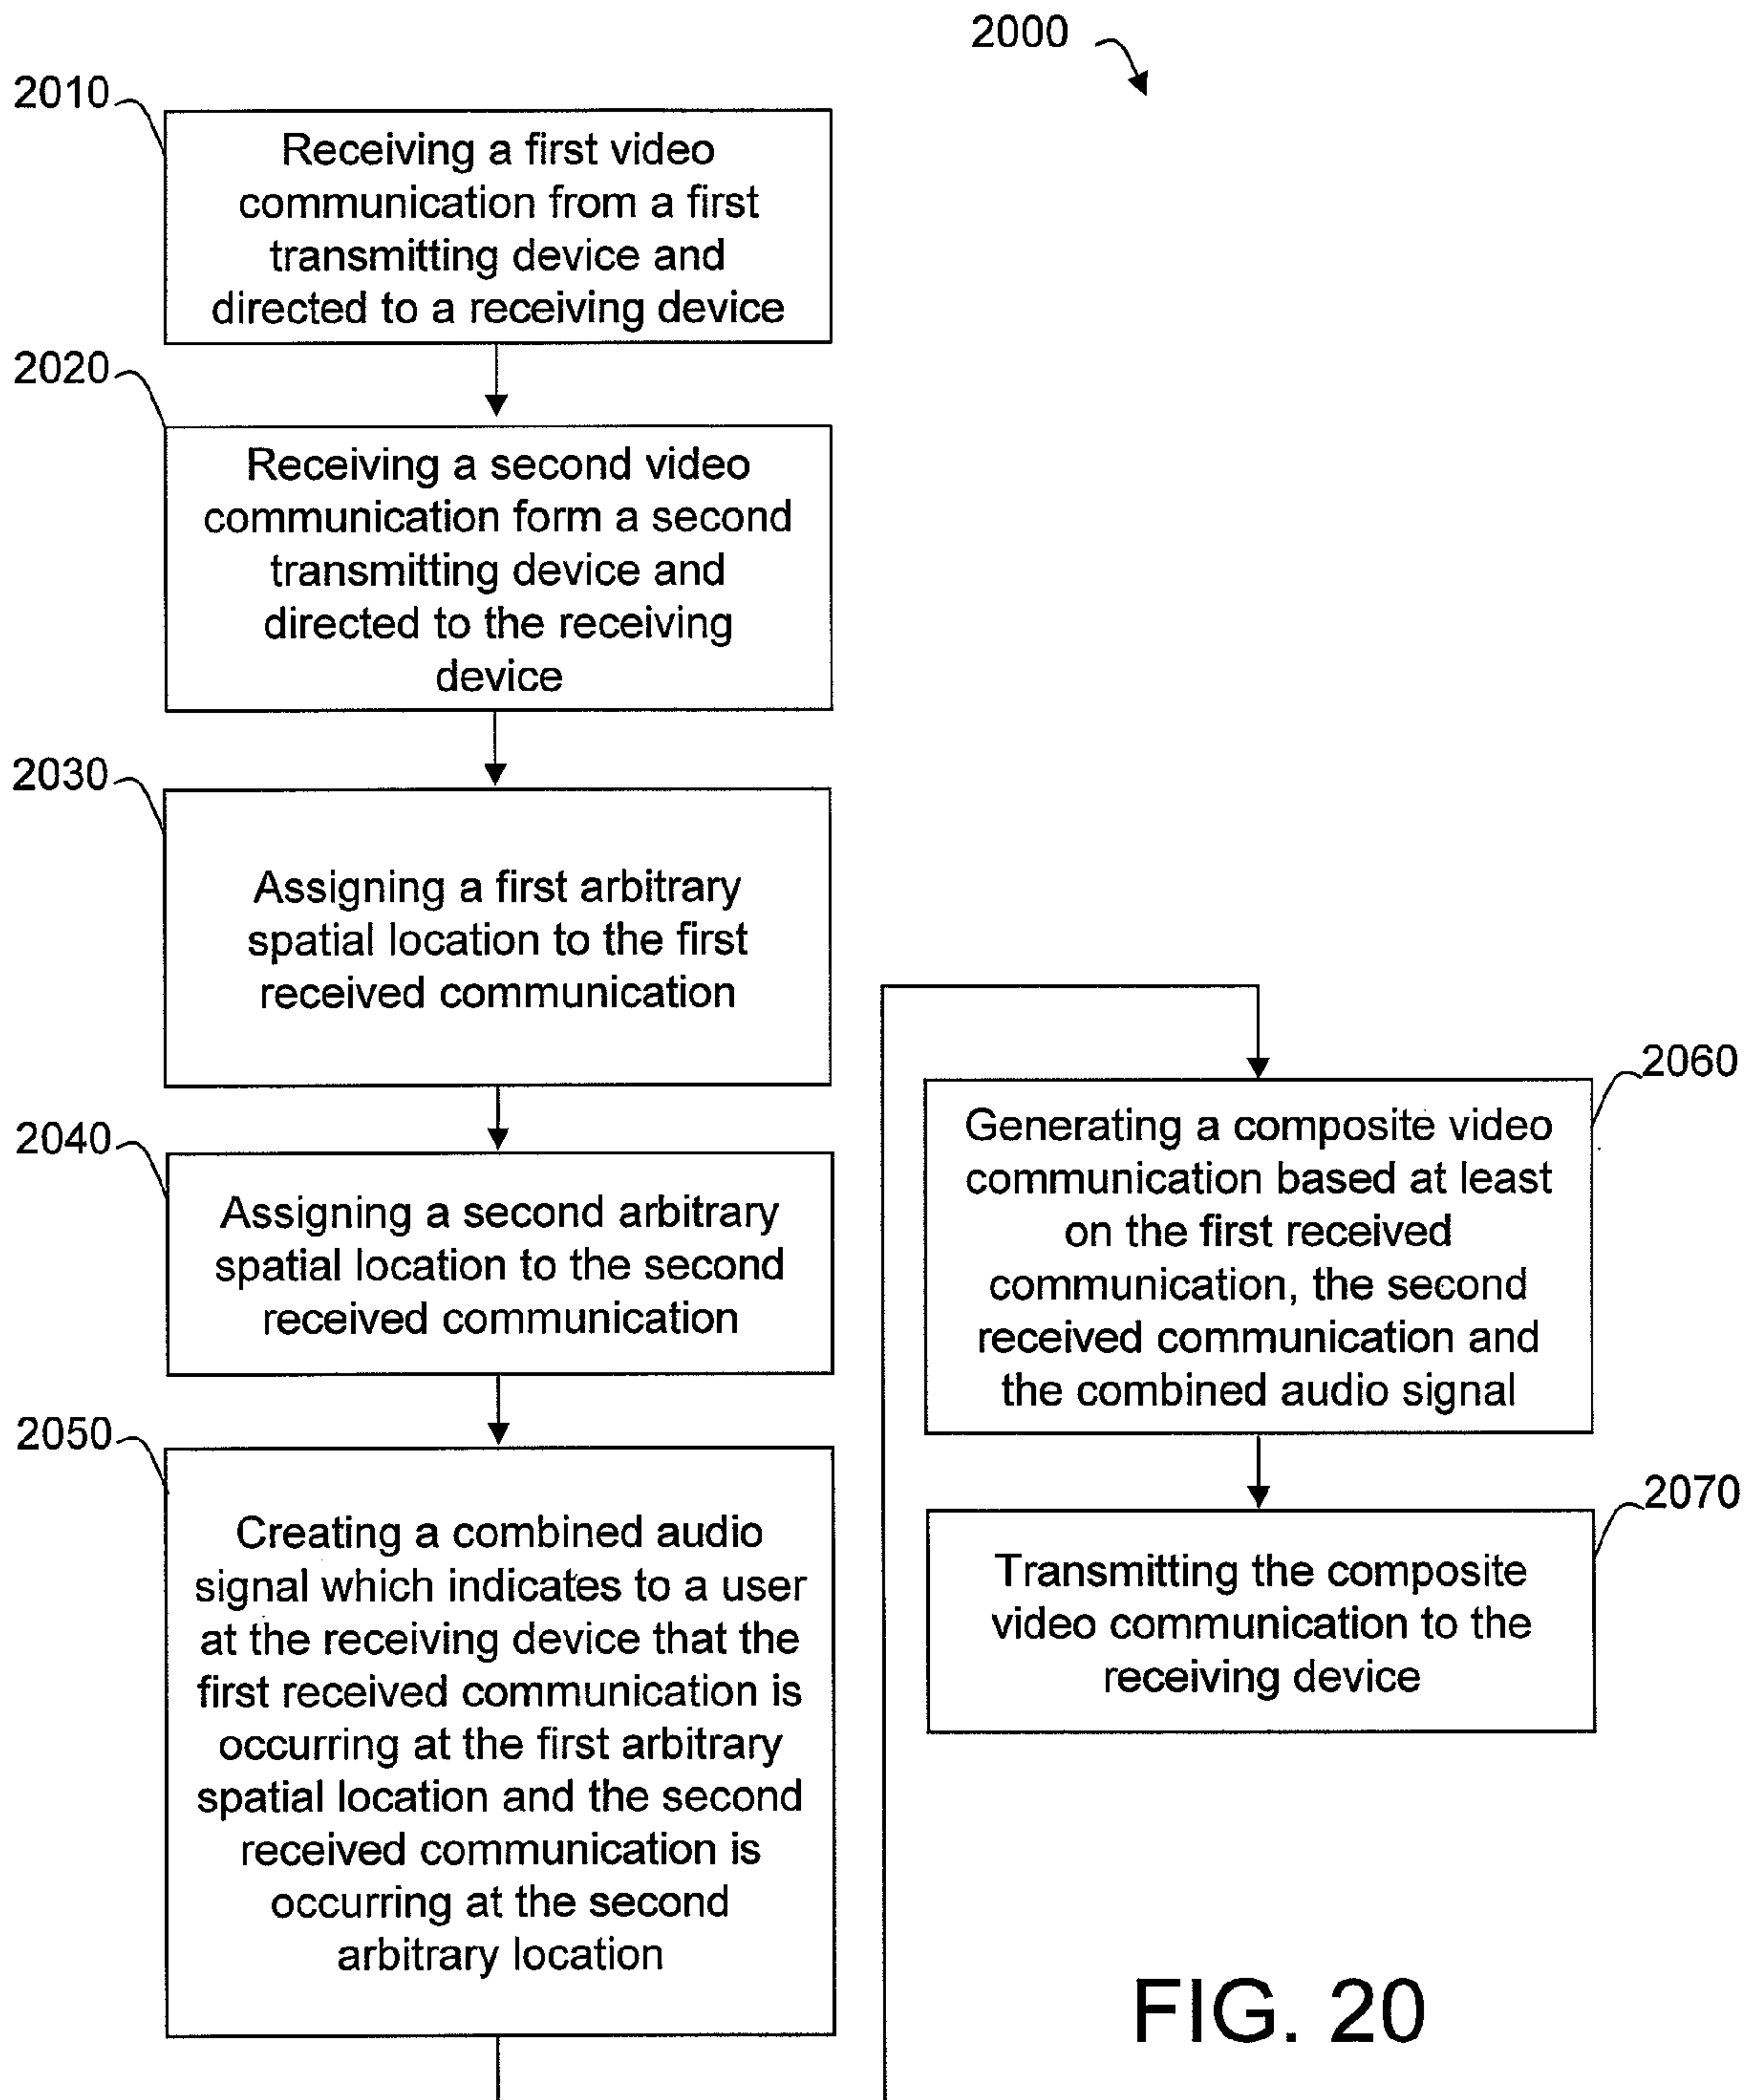 2000
2010
Receiving a first video
communication from a first
transmitting device and
directed to a receiving device
2020
Receiving a second video
communication form a second
transmitting device and
directed to the receiving
device
2030
Assigning a first arbitrary
spatial location to the first
received communication
2040
Assigning a second arbitrary
spatial location to the second
received communication
2050
Creating a combined audio
signal which indicates to a user
at the receiving device that the
first received communication is
occurring at the first arbitrary
spatial location and the second
received communication is
occurring at the second
arbitrary location
2060
Generating a composite video
communication based at least
on the first received
communication, the second
received communication and
the combined audio signal
2070
Transmitting the composite
video communication to the
receiving device
FIG. 20